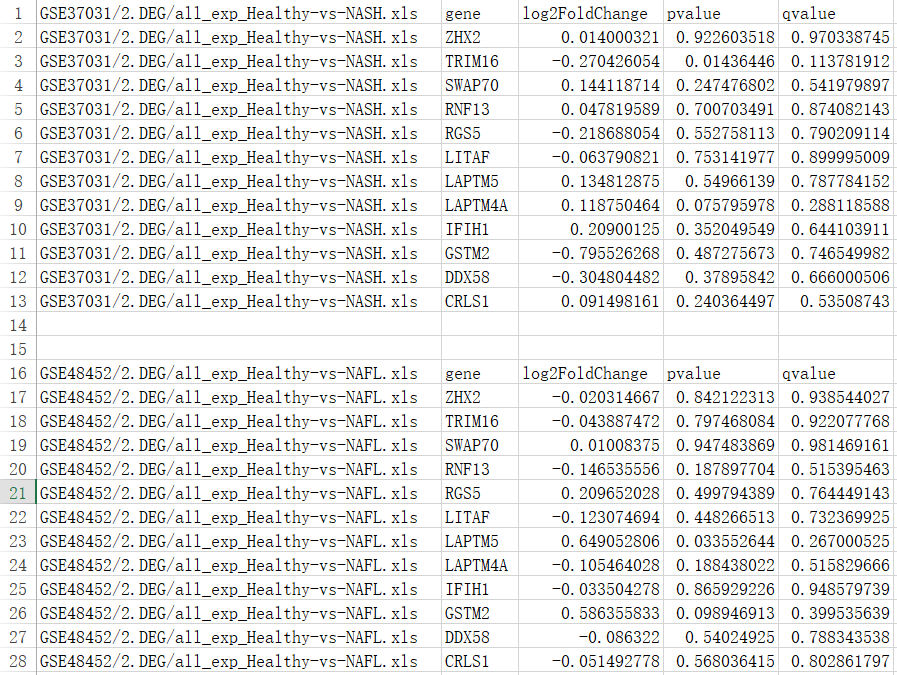 1 GSE37031/2.DEG/all_exp_Healthy-vs-NASH.xls gene log2FoldChange pvalue qvalue
2 GSE37031/2.DEG/all_exp_Healthy-vs-NASH.xls ZHX2 0.014000321 0.922603518 0.970338745
3 GSE37031/2.DEG/all_exp_Healthy-vs-NASH.xls TRIM16 -0.270426054 0.01436446 0.113781912
4 GSE37031/2.DEG/all_exp_Healthy-vs-NASH.xls SWAP70 0.144118714 0.247476802 0.541979897
5 GSE37031/2.DEG/all_exp_Healthy-vs-NASH.xls RNF13 0.047819589 0.700703491 0.874082143
6 GSE37031/2.DEG/all_exp_Healthy-vs-NASH.xls RGS5 -0.218688054 0.552758113 0.790209114
7 GSE37031/2.DEG/all_exp_Healthy-vs-NASH.xls LITAF -0.063790821 0.753141977 0.899995009
8 GSE37031/2.DEG/all_exp_Healthy-vs-NASH.xls LAPTM5 0.134812875 0.54966139 0.787784152
9 GSE37031/2.DEG/all_exp_Healthy-vs-NASH.xls LAPTM4A 0.118750464 0.075795978 0.288118588
10 GSE37031/2.DEG/all_exp_Healthy-vs-NASH.xls IFIH1 0.20900125 0.352049549 0.644103911
11 GSE37031/2.DEG/all_exp_Healthy-vs-NASH.xls GSTM2 -0.795526268 0.487275673 0.746549982
12 GSE37031/2.DEG/all_exp_Healthy-vs-NASH.xls DDX58 -0.304804482 0.37895842 0.666000506
13 GSE37031/2.DEG/all_exp_Healthy-vs-NASH.xls CRLS1 0.091498161 0.240364497 0.53508743
14
15
16 GSE48452/2.DEG/all_exp_Healthy-vs-NAFL.xls gene log2FoldChange pvalue qvalue
17 GSE48452/2.DEG/all_exp_Healthy-vs-NAFL.xls ZHX2 -0.020314667 0.842122313 0.938544027
18 GSE48452/2.DEG/all_exp_Healthy-vs-NAFL.xls TRIM16 -0.043887472 0.797468084 0.922077768
19 GSE48452/2.DEG/all_exp_Healthy-vs-NAFL.xls SWAP70 0.01008375 0.947483869 0.981469161
20 GSE48452/2.DEG/all_exp_Healthy-vs-NAFL.xls RNF13 -0.146535556 0.187897704 0.515395463
21 GSE48452/2.DEG/all_exp_Healthy-vs-NAFL.xls RGS5 0.209652028 0.499794389 0.764449143
22 GSE48452/2.DEG/all_exp_Healthy-vs-NAFL.xls LITAF -0.123074694 0.448266513 0.732369925
23 GSE48452/2.DEG/all_exp_Healthy-vs-NAFL.xls LAPTM5 0.649052806 0.033552644 0.267000525
24 GSE48452/2.DEG/all_exp_Healthy-vs-NAFL.xls LAPTM4A -0.105464028 0.188438022 0.515829666
25 GSE48452/2.DEG/all_exp_Healthy-vs-NAFL.xls IFIH1 -0.033504278 0.865929226 0.948579739
26 GSE48452/2.DEG/all_exp_Healthy-vs-NAFL.xls GSTM2 0.586355833 0.098946913 0.399535639
27 GSE48452/2.DEG/all_exp_Healthy-vs-NAFL.xls DDX58 -0.086322 0.54024925 0.788343538
28 GSE48452/2.DEG/all_exp_Healthy-vs-NAFL.xls CRLS1 -0.051492778 0.568036415 0.802861797